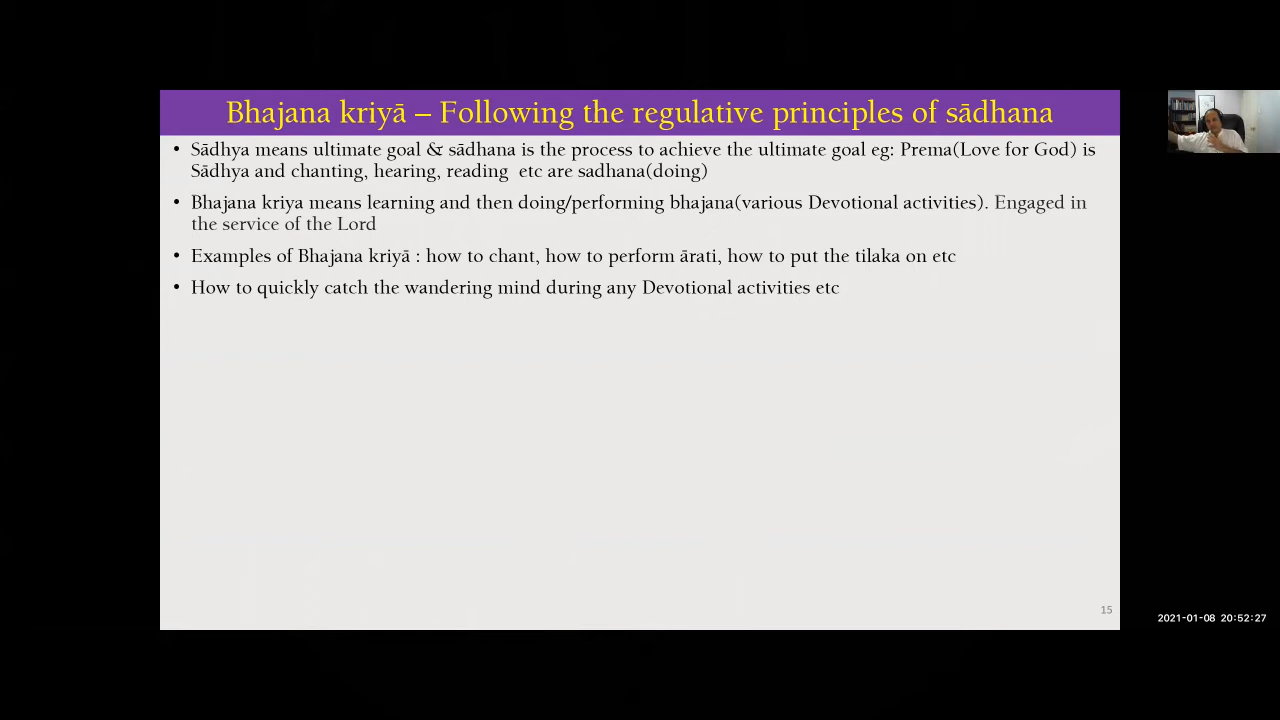 Bhajana kriyā – Following the regulative principles of sādhana
• Sādhya means ultimate goal & sādhana is the process to achieve the ultimate goal eg: Prema(Love for God) is
Sādhya and chanting, hearing, reading  etc are sadhana(doing)
• Bhajana kriya means learning and then doing/performing bhajana(various Devotional activities). Engaged in
the service of the Lord
• Examples of Bhajana kriyā : how to chant, how to perform ārati, how to put the tilaka on etc
• How to quickly catch the wandering mind during any Devotional activities etc
15
2021-01-08 20:52:27